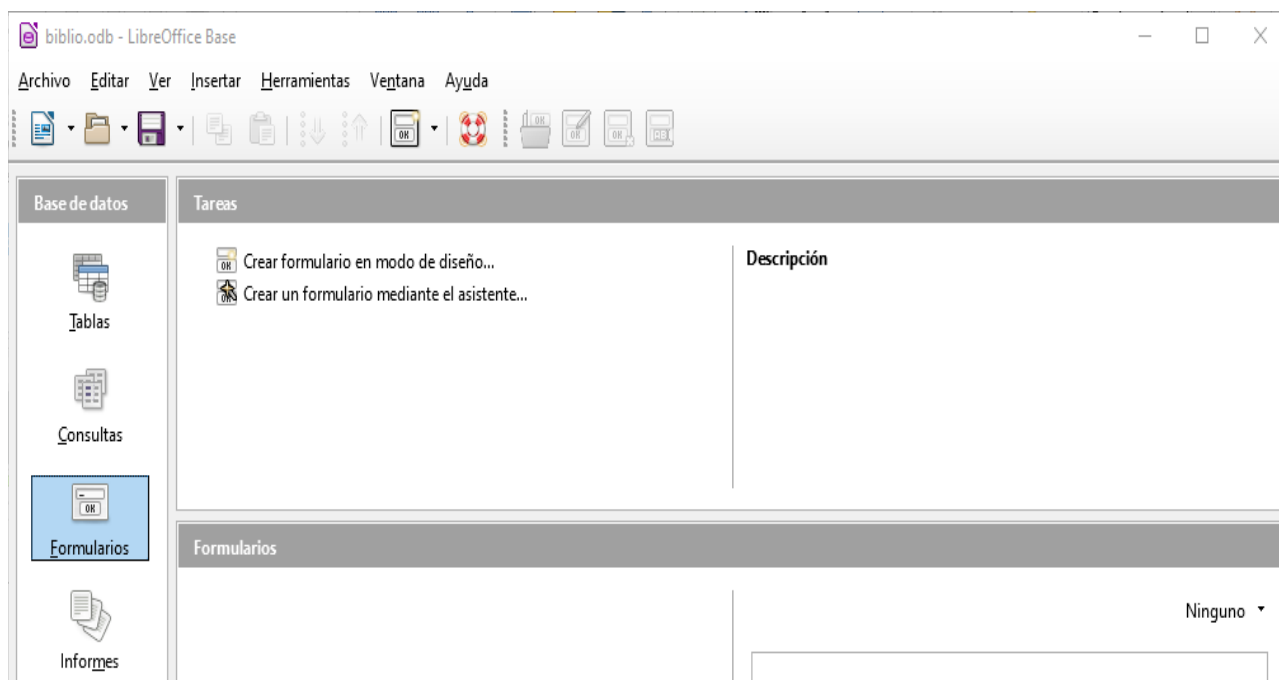 biblio.odb - LibreOffice Base
Archivo Editar Ver Insertar Herramientas Ventana Ayuda
Base de datos
Tareas
Crear formulario en modo de diseño...
Crear un formulario mediante el asistente...
Descripción
Tablas
Consultas
Formularios
Formularios
Ninguno
Informes